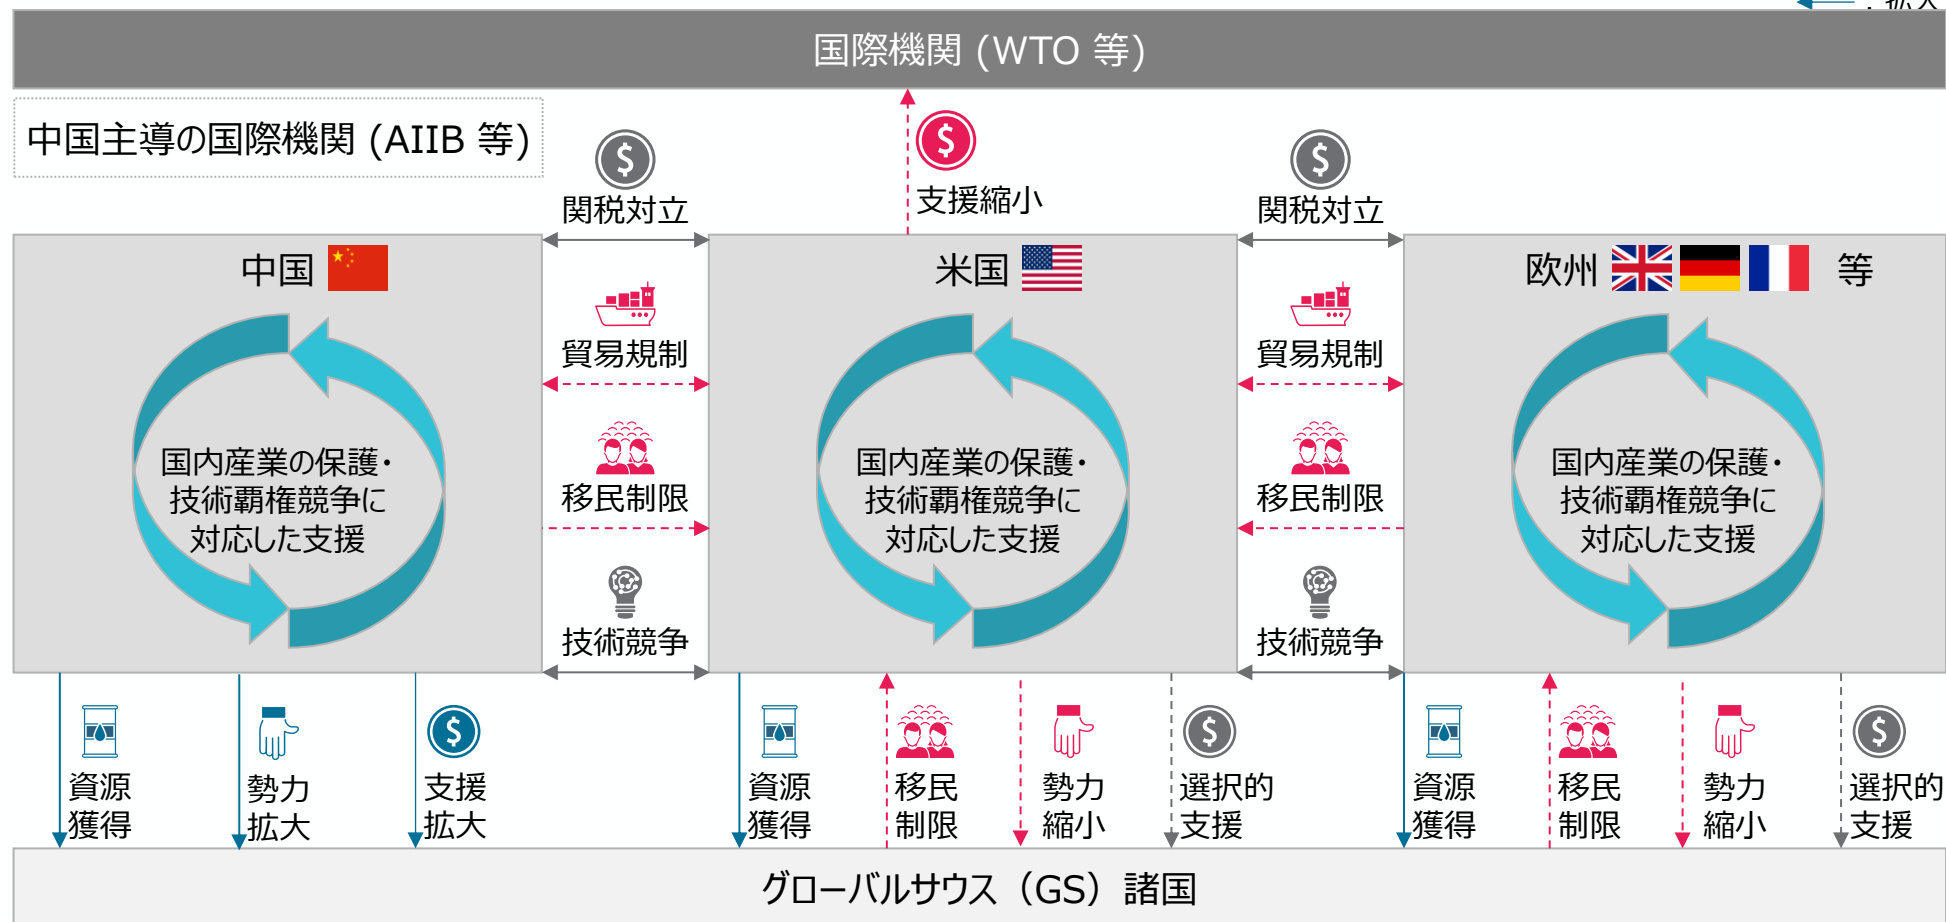 国際機関 (WTO 等)
中国主導の国際機関 (AIIB 等)
支援縮小
関税対立
関税対立
中国
米国
欧州 等
貿易規制
貿易規制
国内産業の保護・
技術覇権競争に
対応した支援
移民制限
国内産業の保護・
技術覇権競争に
対応した支援
移民制限
国内産業の保護・
技術覇権競争に
対応した支援
技術競争
技術競争
資源
獲得
勢力
拡大
支援
拡大
資源
獲得
移民
制限
勢力
縮小
選択的
支援
資源
獲得
移民
制限
勢力
縮小
選択的
支援
グローバルサウス（GS）諸国